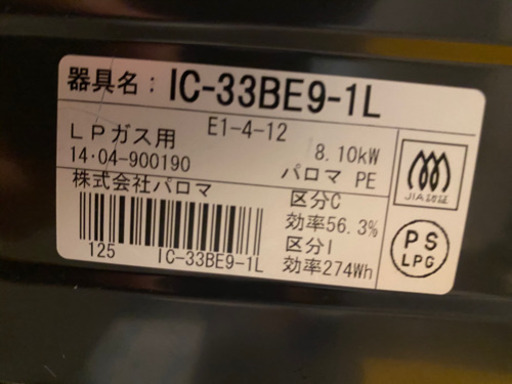 器具名：IC-33BE9-1L
LPガス用 E1-4-12 8.10kW
14・04-900190 パロマ PE
株式会社パロマ
区分C
効率56.3%
区分I
効率274Wh
125 IC-33BE9-1L
JIA認証
PS
LPG